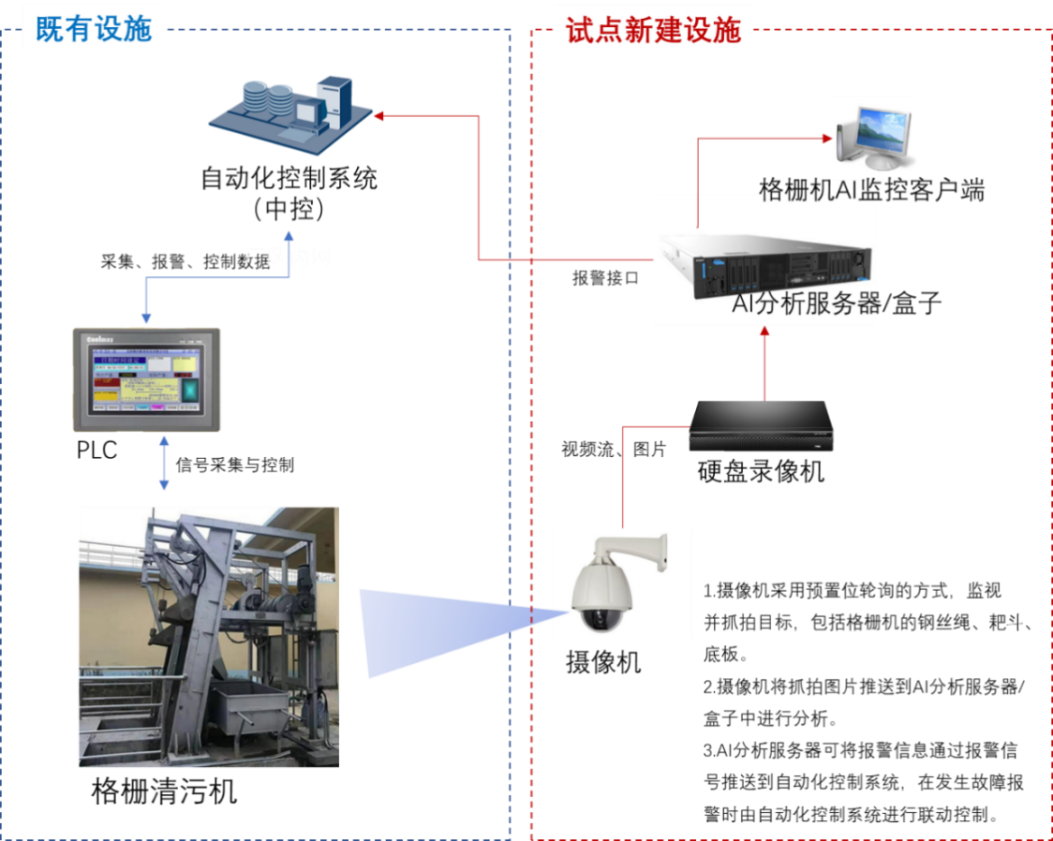 既有设施
试点新建设施
自动化控制系统
（中控）
采集、报警、控制数据
PLC
信号采集与控制
格栅清污机
格栅机AI监控客户端
报警接口
AI分析服务器/盒子
视频流、图片
硬盘录像机
摄像机
1.摄像机采用预置位轮询的方式，监视
并抓拍目标，包括格栅机的钢丝绳、耙斗、
底板。
2.摄像机将抓拍图片推送到AI分析服务器/
盒子中进行分析。
3.AI分析服务器可将报警信息通过报警信
号推送到自动化控制系统，在发生故障报
警时由自动化控制系统进行联动控制。